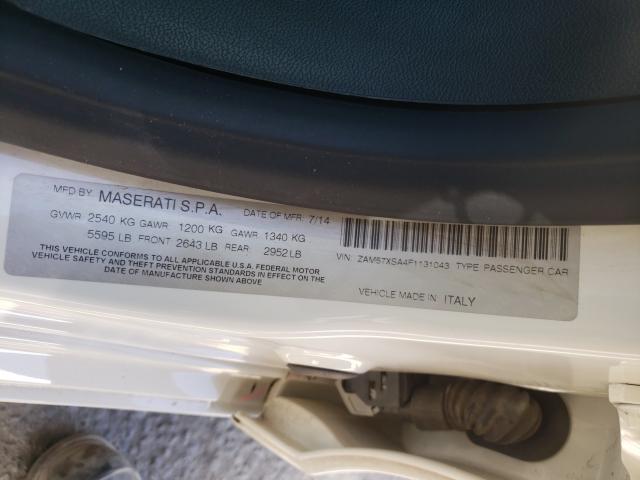 MFD BY MASERATI S.P.A. DATE OF MFR: 7/14
GVWR 2540 KG GAWR 1200 KG GAWR 1340 KG
5595 LB FRONT 2643 LB REAR 2952 LB
THIS VEHICLE CONFORMS TO ALL APPLICABLE U.S.A. FEDERAL MOTOR
VEHICLE SAFETY AND THEFT PREVENTION STANDARDS IN EFFECT ON THE
DATE OF MANUFACTURE SHOWN ABOVE
VIN: ZAM57XSA4F1131043 TYPE: PASSENGER CAR
VEHICLE MADE IN ITALY